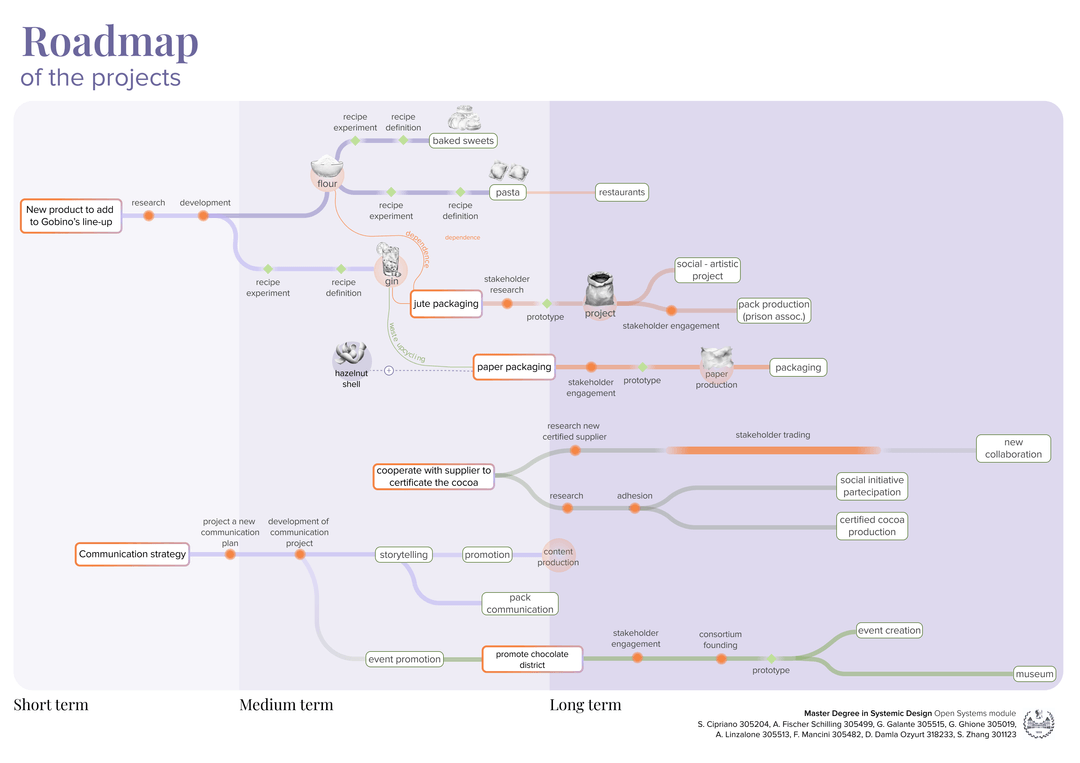 Roadmap
of the projects
recipe
experiment
recipe
definition
baked sweets
flour
pasta
restaurants
recipe
experiment
recipe
definition
New product to add
to Gobino's line-up
research
development
dependence
dependence
recipe
experiment
recipe
definition
gin
jute packaging
stakeholder
research
prototype
project
social - artistic
project
stakeholder engagement
pack production
(prison assoc.)
waste upcycling
hazelnut
shell
paper packaging
stakeholder
engagement
prototype
paper
production
packaging
cooperate with supplier to
certificate the cocoa
research new
certified supplier
stakeholder trading
new
collaboration
research
adhesion
social initiative
partecipation
certified cocoa
production
Communication strategy
project a new
communication
plan
development of
communication
project
storytelling
promotion
content
production
pack
communication
event promotion
promote chocolate
district
stakeholder
engagement
consortium
founding
prototype
event creation
museum
Short term
Medium term
Long term
Master Degree in Systemic Design Open Systems module
S. Cipriano 305204, A. Fischer Schilling 305499, G. Galante 305515, G. Ghione 305019,
A. Linzalone 305513, F. Mancini 305482, D. Damla Ozyurt 318233, S. Zhang 301123